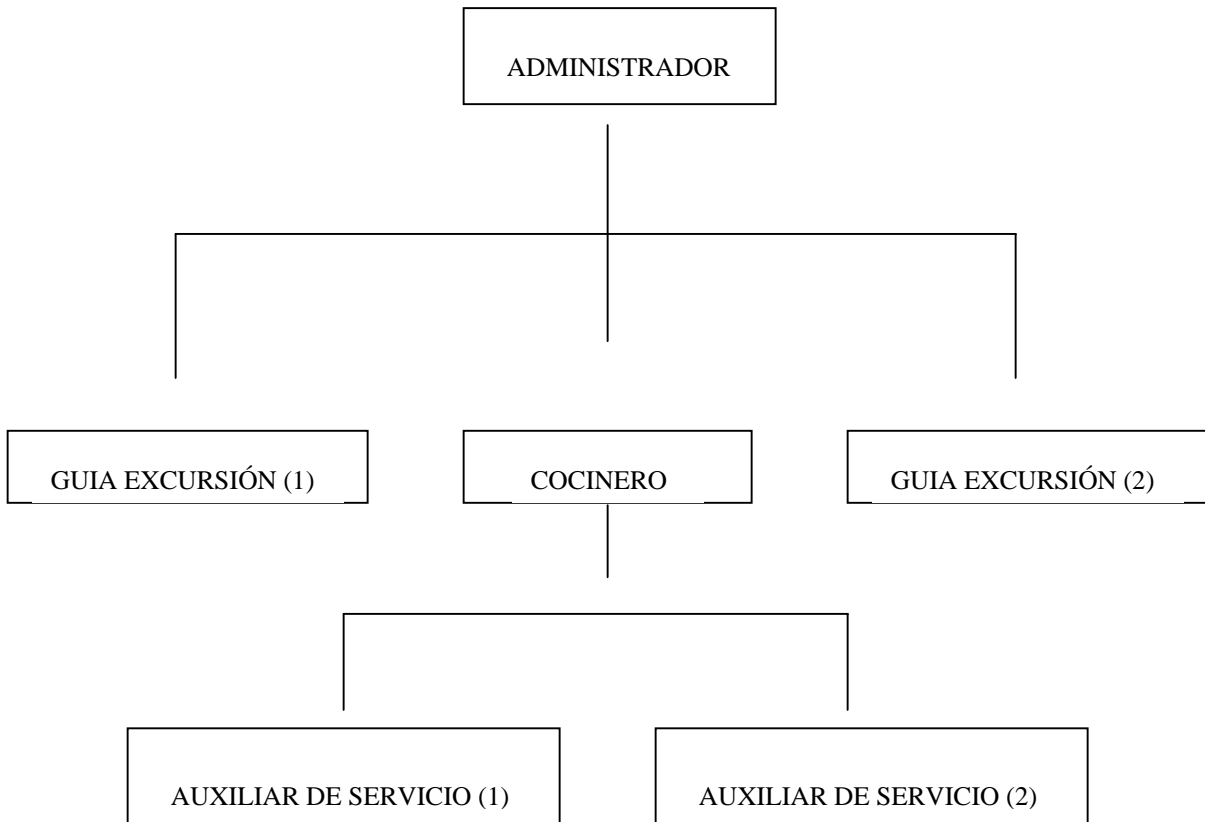 ADMINISTRADOR
GUIA EXCURSIÓN (1)
COCINERO
GUIA EXCURSIÓN (2)
AUXILIAR DE SERVICIO (1)
AUXILIAR DE SERVICIO (2)